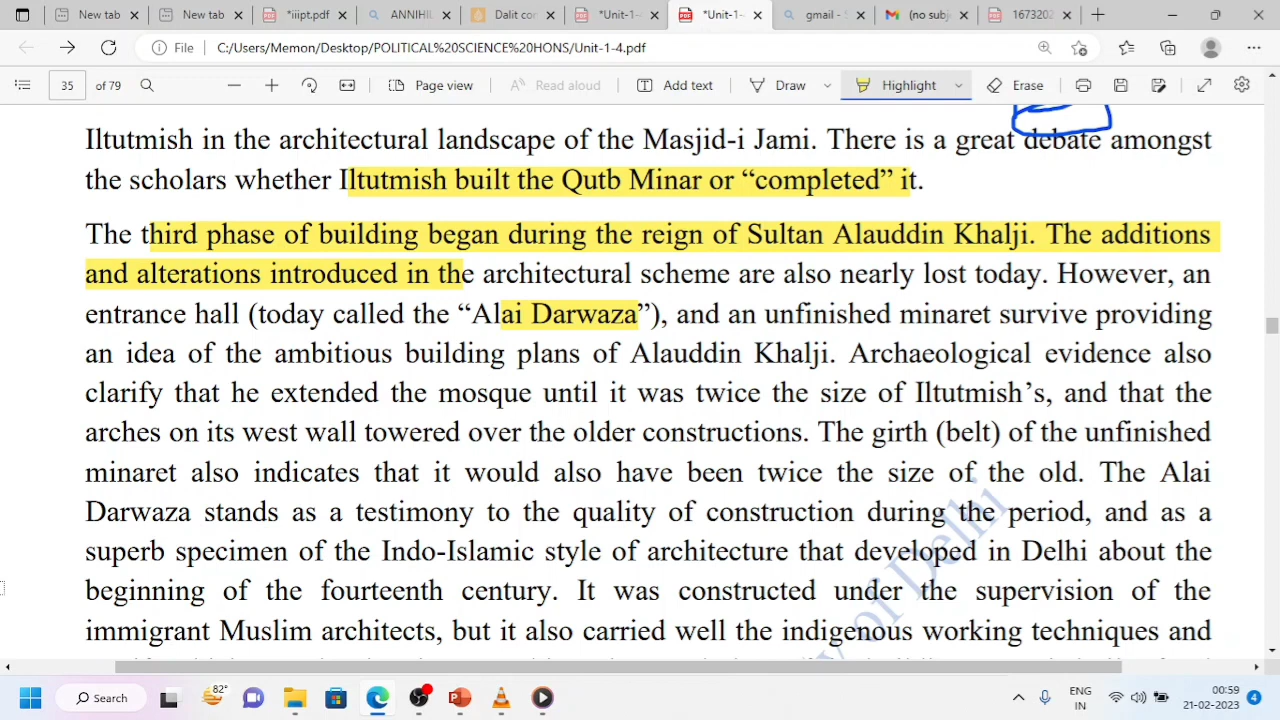 New tab
New tab
*iiipt.pdf
ANNIHIL
Dalit con
*Unit-1-
*Unit-1-
gmail - S
(no subj
1673202
File C:/Users/Memon/Desktop/POLITICAL%20SCIENCE%20HONS/Unit-1-4.pdf
35 of 79 Page view Read aloud Add text Draw Highlight Erase
Iltutmish in the architectural landscape of the Masjid-i Jami. There is a great debate amongst
the scholars whether Iltutmish built the Qutb Minar or “completed” it.
The third phase of building began during the reign of Sultan Alauddin Khalji. The additions
and alterations introduced in the architectural scheme are also nearly lost today. However, an
entrance hall (today called the “Alai Darwaza”), and an unfinished minaret survive providing
an idea of the ambitious building plans of Alauddin Khalji. Archaeological evidence also
clarify that he extended the mosque until it was twice the size of Iltutmish’s, and that the
arches on its west wall towered over the older constructions. The girth (belt) of the unfinished
minaret also indicates that it would also have been twice the size of the old. The Alai
Darwaza stands as a testimony to the quality of construction during the period, and as a
superb specimen of the Indo-Islamic style of architecture that developed in Delhi about the
beginning of the fourteenth century. It was constructed under the supervision of the
immigrant Muslim architects, but it also carried well the indigenous working techniques and
y of Delhi
Search
82°
ENG
IN
00:59
21-02-2023
4